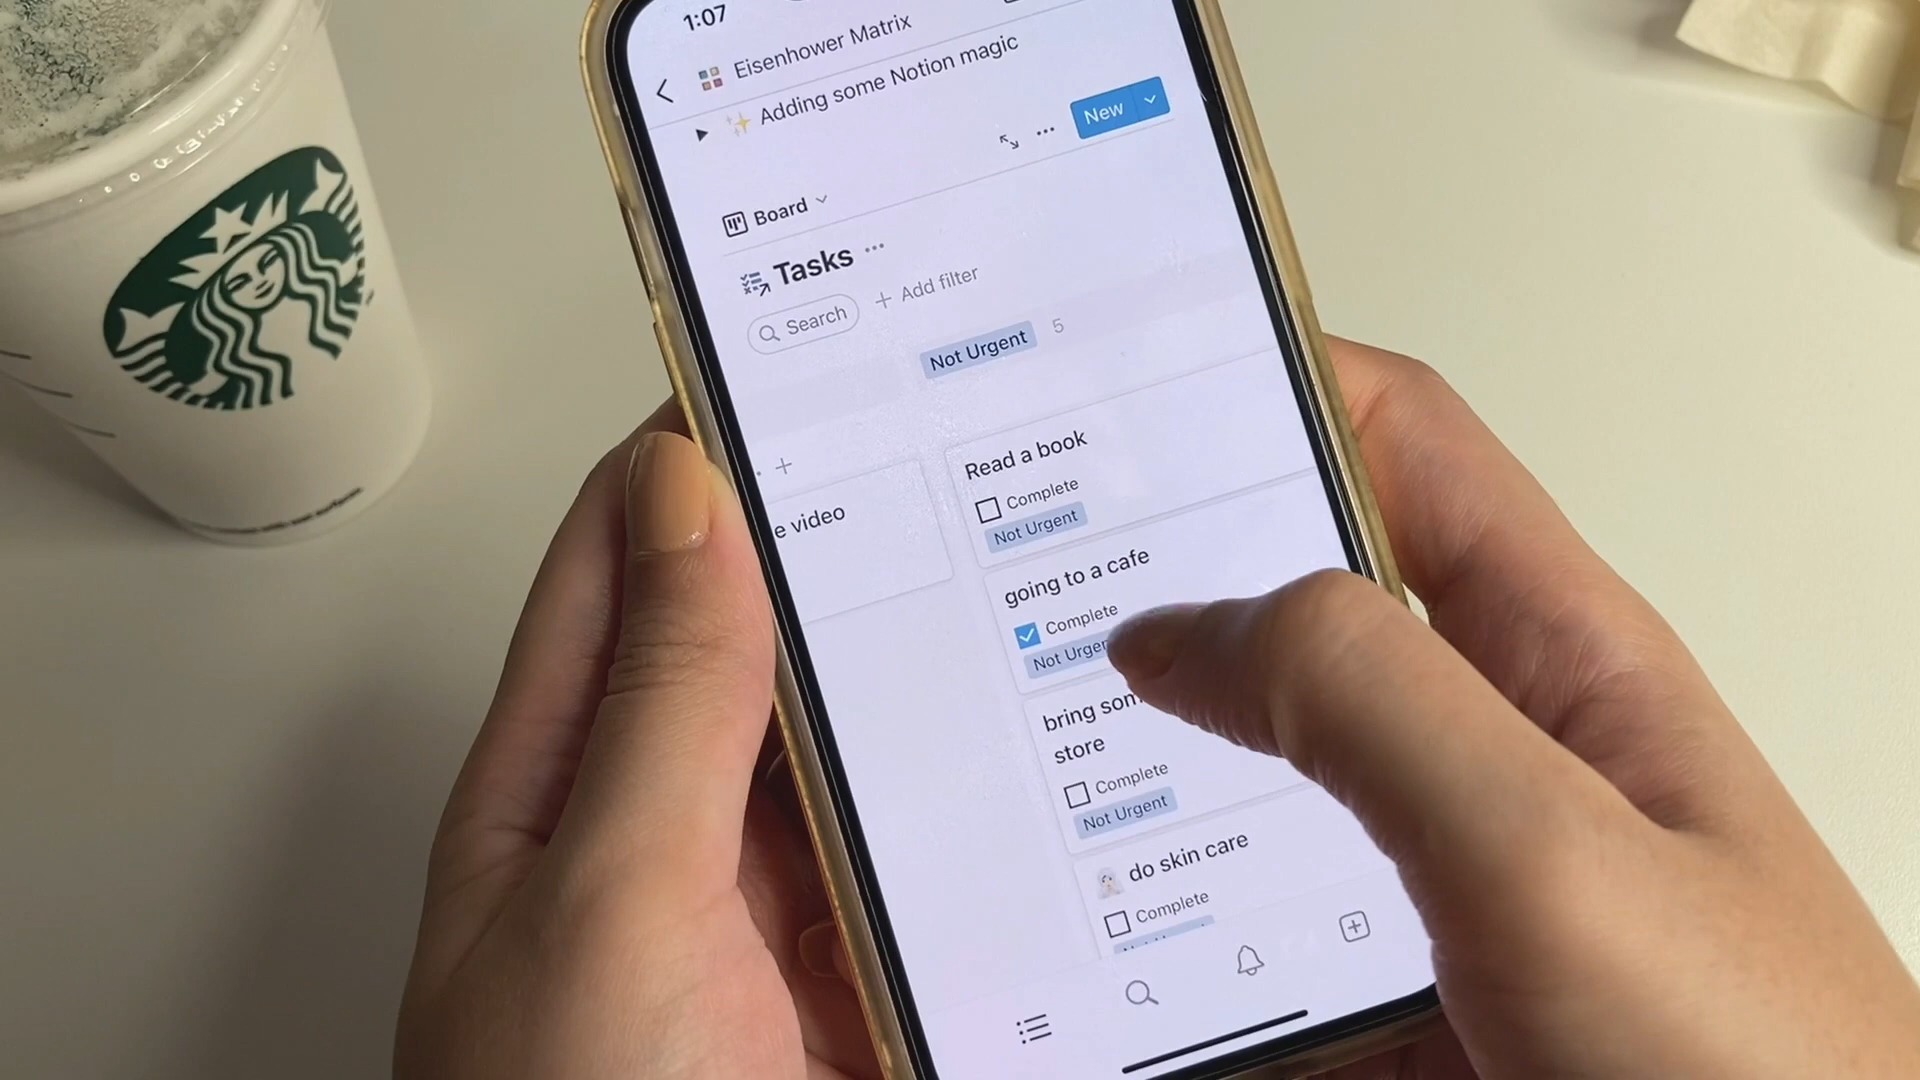 1:07
Eisenhower Matrix
Adding some Notion magic
New
Board
Tasks
Search
+ Add filter
Not Urgent 5
e video
Read a book
Complete
Not Urgent
going to a cafe
Complete
Not Urgen
bring som
store
Complete
Not Urgent
do skin care
Complete